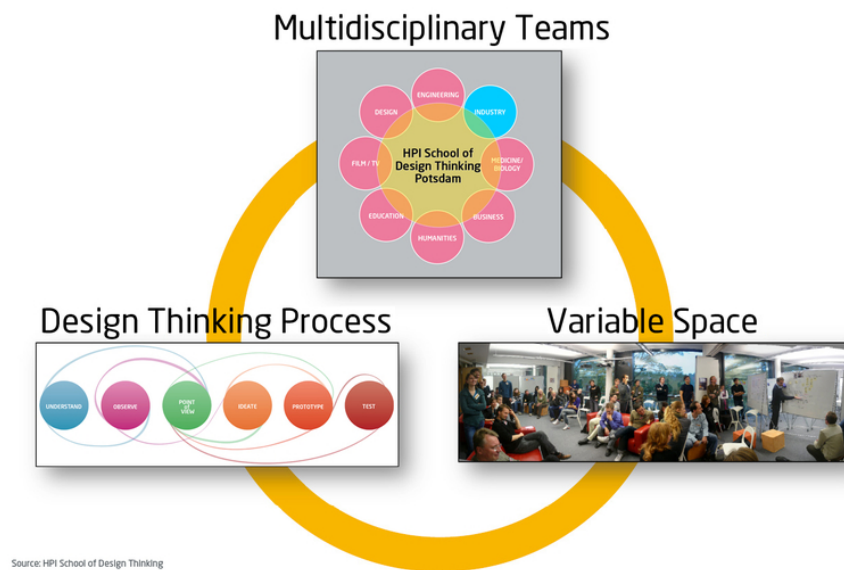 Multidisciplinary Teams
ENGINEERING
DESIGN
INDUSTRY
HPI School of
Design Thinking
Potsdam
FILM / TV
MEDICINE/
BIOLOGY
EDUCATION
BUSINESS
HUMANITIES
Design Thinking Process
Variable Space
UNDERSTAND
OBSERVE
POINT
OF
VIEW
IDEATE
PROTOTYPE
TEST
Source: HPI School of Design Thinking